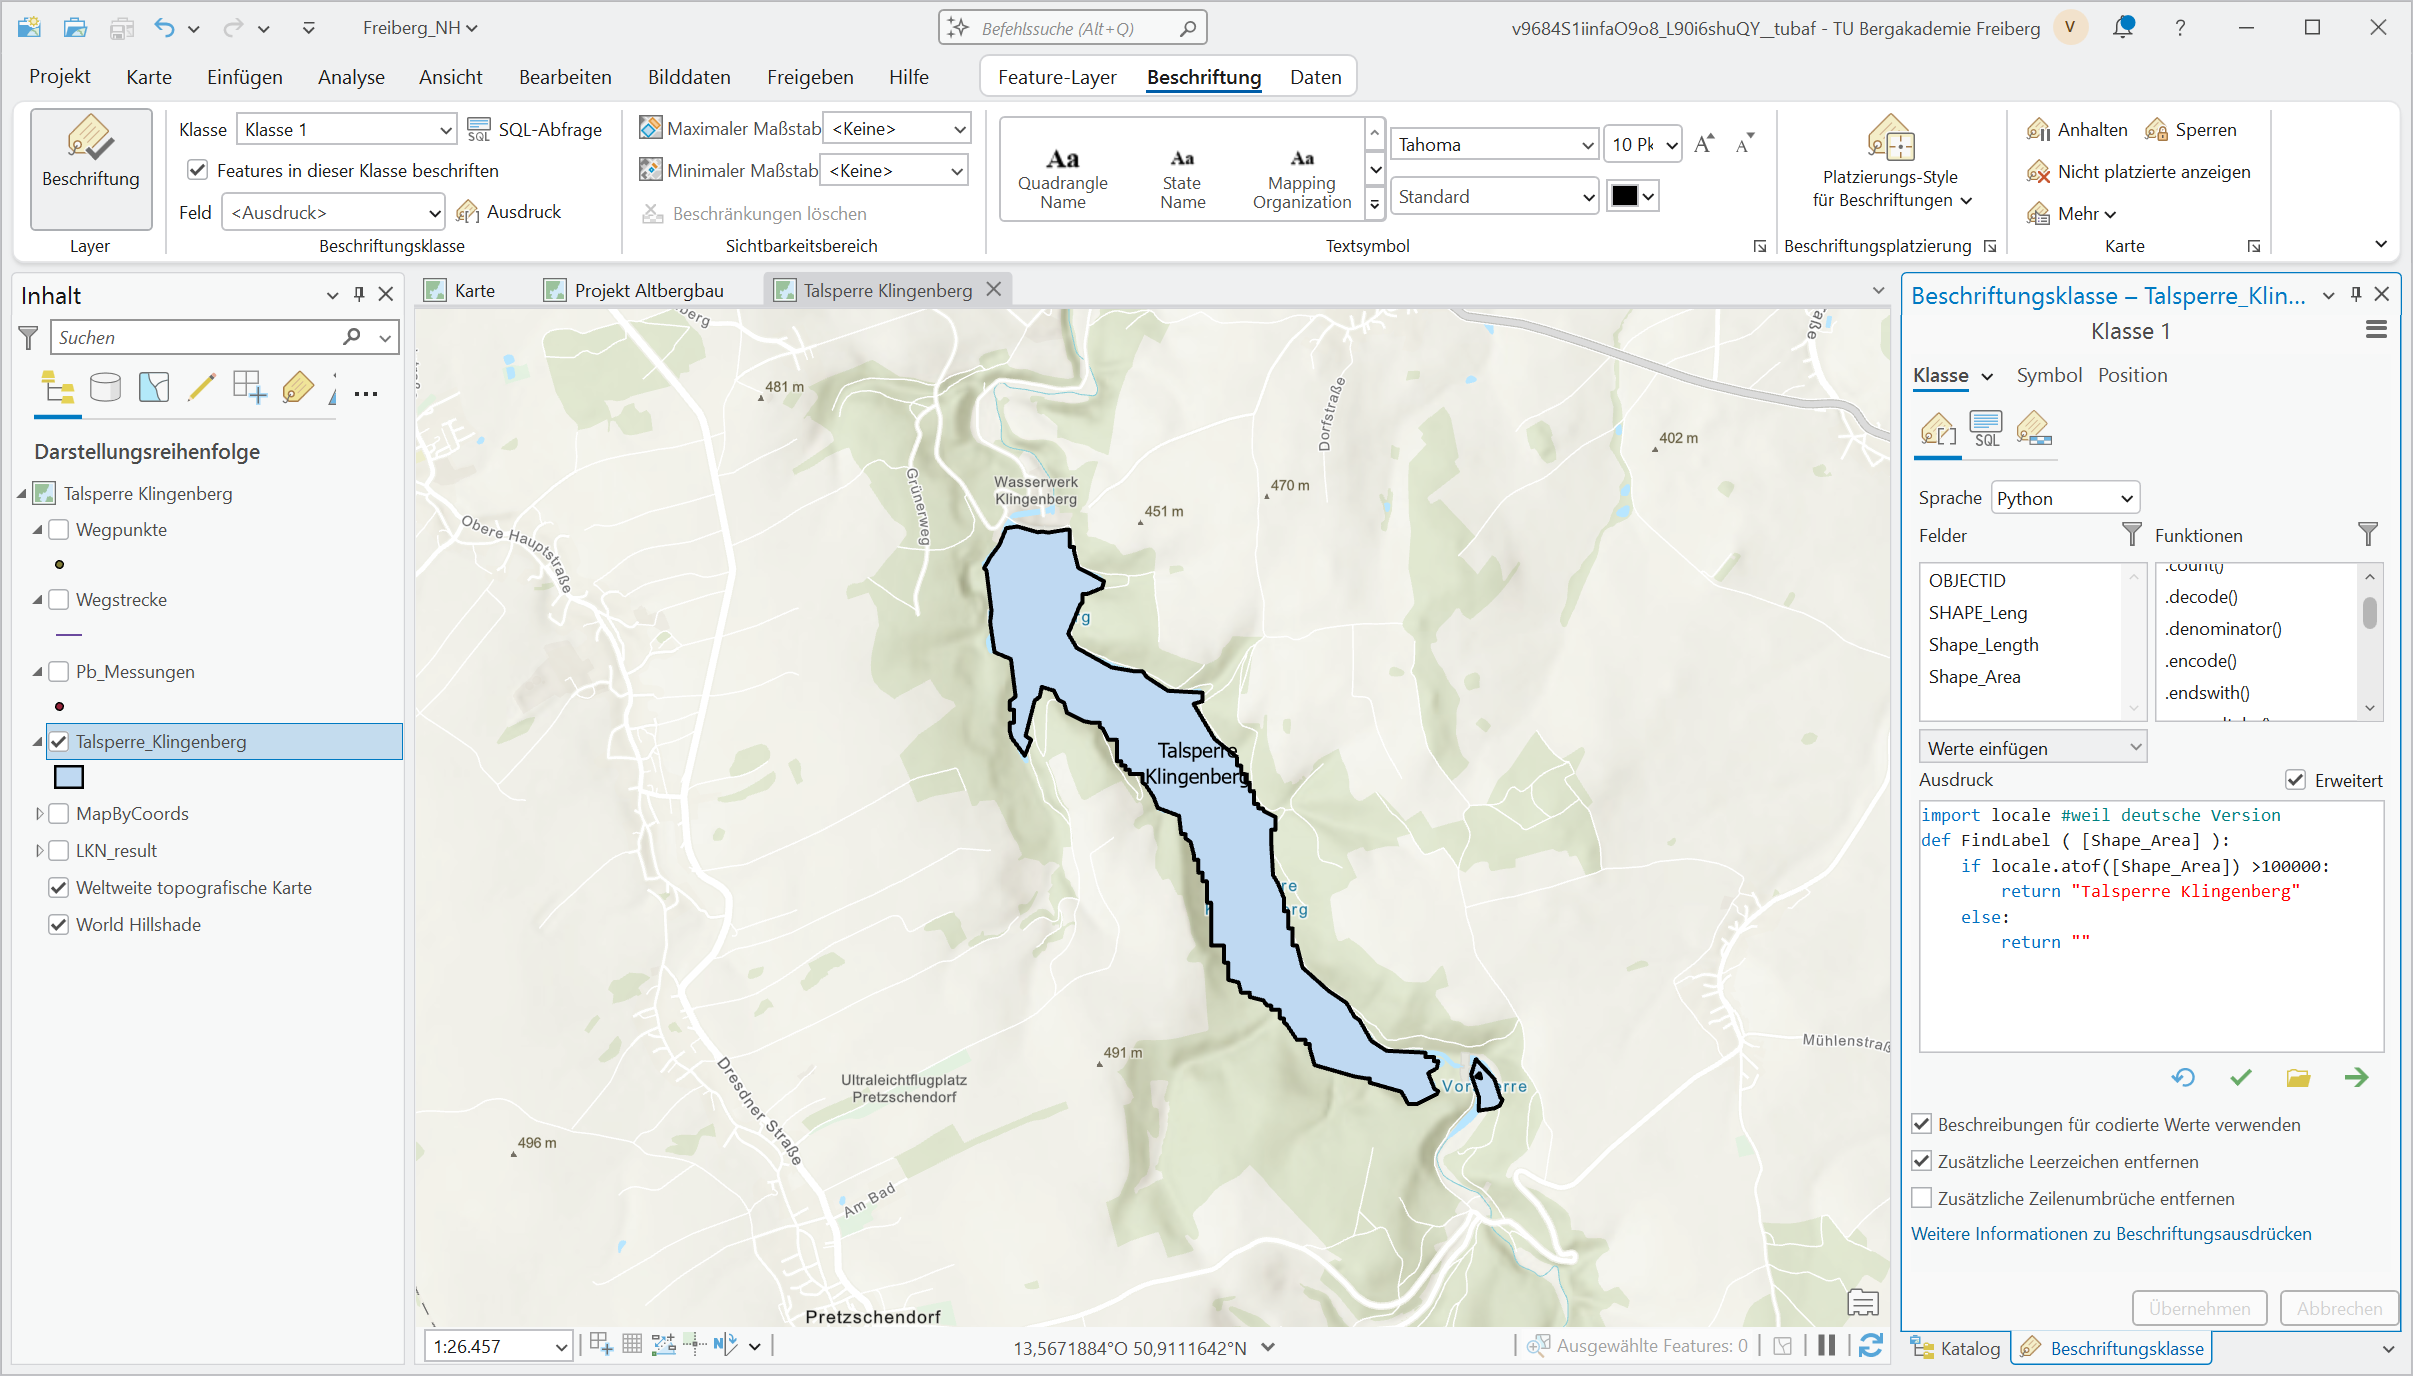 Freiberg_NH
Befehlssuche (Alt+Q)
v9684S1iinfaO9o8_L90i6shuQY__tubaf - TU Bergakademie Freiberg
V
?
Projekt
Karte
Einfügen
Analyse
Ansicht
Bearbeiten
Bilddaten
Freigeben
Hilfe
Feature-Layer
Beschriftung
Daten
Beschriftung
Layer
Klasse
Klasse 1
SQL
SQL-Abfrage
Features in dieser Klasse beschriften
Feld
<Ausdruck>
Ausdruck
Beschriftungsklasse
Maximaler Maßstab
<Keine>
Minimaler Maßstab
<Keine>
Beschränkungen löschen
Sichtbarkeitsbereich
Aa
Quadrangle
Name
Aa
State
Name
Aa
Mapping
Organization
Tahoma
10 Pk
Standard
Textsymbol
Platzierungs-Style
für Beschriftungen
Beschriftungsplatzierung
Anhalten
Sperren
Nicht platzierte anzeigen
Mehr
Karte
Inhalt
Suchen
Darstellungsreihenfolge
Talsperre Klingenberg
Wegpunkte
Wegstrecke
Pb_Messungen
Talsperre_Klingenberg
MapByCoords
LKN_result
Weltweite topografische Karte
World Hillshade
Karte
Projekt Altbergbau
Talsperre Klingenberg
481 m
Dorfstraße
402 m
470 m
Wasserwerk
Klingenberg
451 m
Grünerweg
Obere Hauptstraße
Talsperre
Klingenberg
491 m
Mühlenstraß
Ultraleichtflugplatz
Pretzschendorf
Dresdner Straße
496 m
Am Bad
Pretzschendorf
1:26.457
13,5671884°O 50,9111642°N
Ausgewählte Features: 0
Beschriftungsklasse – Talsperre_Klin...
Klasse 1
Klasse
Symbol
Position
SQL
Sprache
Python
Felder
Funktionen
OBJECTID
SHAPE_Leng
Shape_Length
Shape_Area
.count()
.decode()
.denominator()
.encode()
.endswith()
Werte einfügen
Ausdruck
Erweitert
import locale #weil deutsche Version
def FindLabel ( [Shape_Area] ):
    if locale.atof([Shape_Area]) >100000:
        return "Talsperre Klingenberg"
    else:
        return ""
Beschreibungen für codierte Werte verwenden
Zusätzliche Leerzeichen entfernen
Zusätzliche Zeilenumbrüche entfernen
Weitere Informationen zu Beschriftungsausdrücken
Übernehmen
Abbrechen
Katalog
Beschriftungsklasse